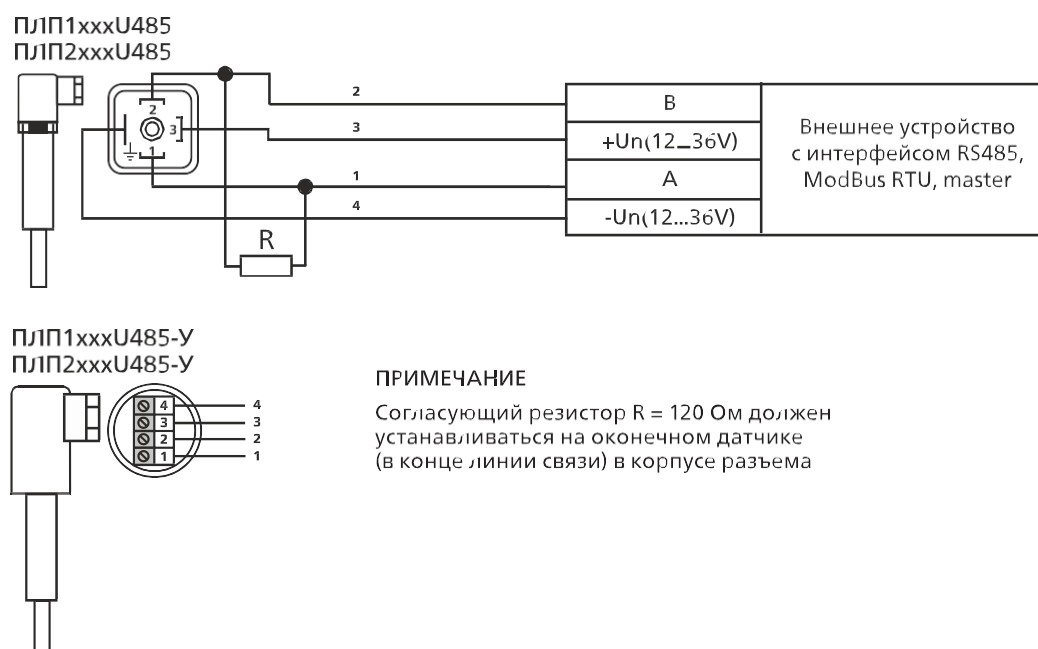 ПЛП1xxxU485
ПЛП2xxxU485
2
3
1
2
3
1
4
R
B
+Un(12...36V)
A
-Un(12...36V)
Внешнее устройство
с интерфейсом RS485,
ModBus RTU, master
ПЛП1xxxU485-У
ПЛП2xxxU485-У
4 4
3 3
2 2
1 1
ПРИМЕЧАНИЕ
Согласующий резистор R = 120 Ом должен
устанавливаться на оконечном датчике
(в конце линии связи) в корпусе разъема